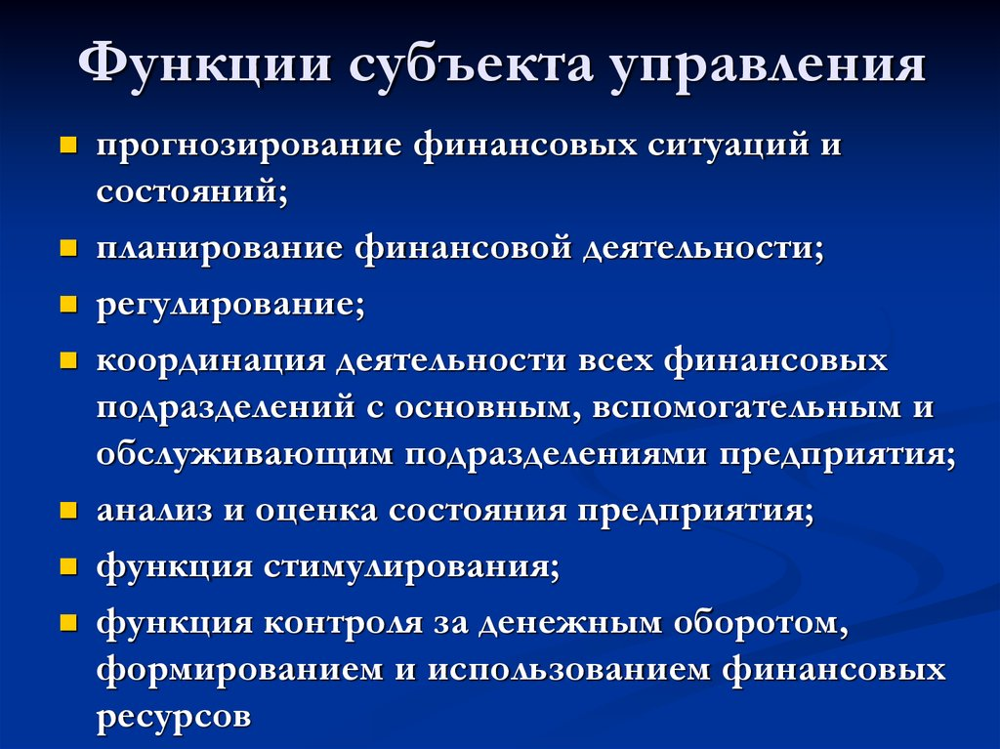 Функции субъекта управления
прогнозирование финансовых ситуаций и
состояний;
планирование финансовой деятельности;
регулирование;
координация деятельности всех финансовых
подразделений с основным, вспомогательным и
обслуживающим подразделениями предприятия;
анализ и оценка состояния предприятия;
функция стимулирования;
функция контроля за денежным оборотом,
формированием и использованием финансовых
ресурсов